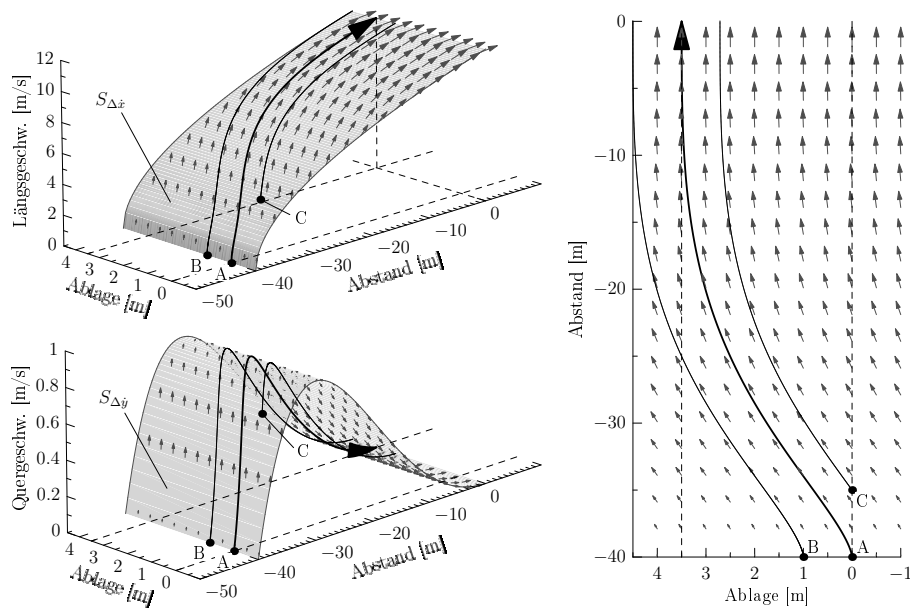 12
10
8
6
4
2
0
Längsgeschw. [m/s]
S_{Δẋ}
B
A
C
4
3
2
1
0
Ablage [m]
−50
−40
−30
−20
−10
0
Abstand [m]
1
0.8
0.6
0.4
0.2
0
Quergeschw. [m/s]
S_{Δẏ}
B
A
C
4
3
2
1
0
Ablage [m]
−50
−40
−30
−20
−10
0
Abstand [m]
0
−10
−20
−30
−40
Abstand [m]
C
B
A
4 3 2 1 0 −1
Ablage [m]